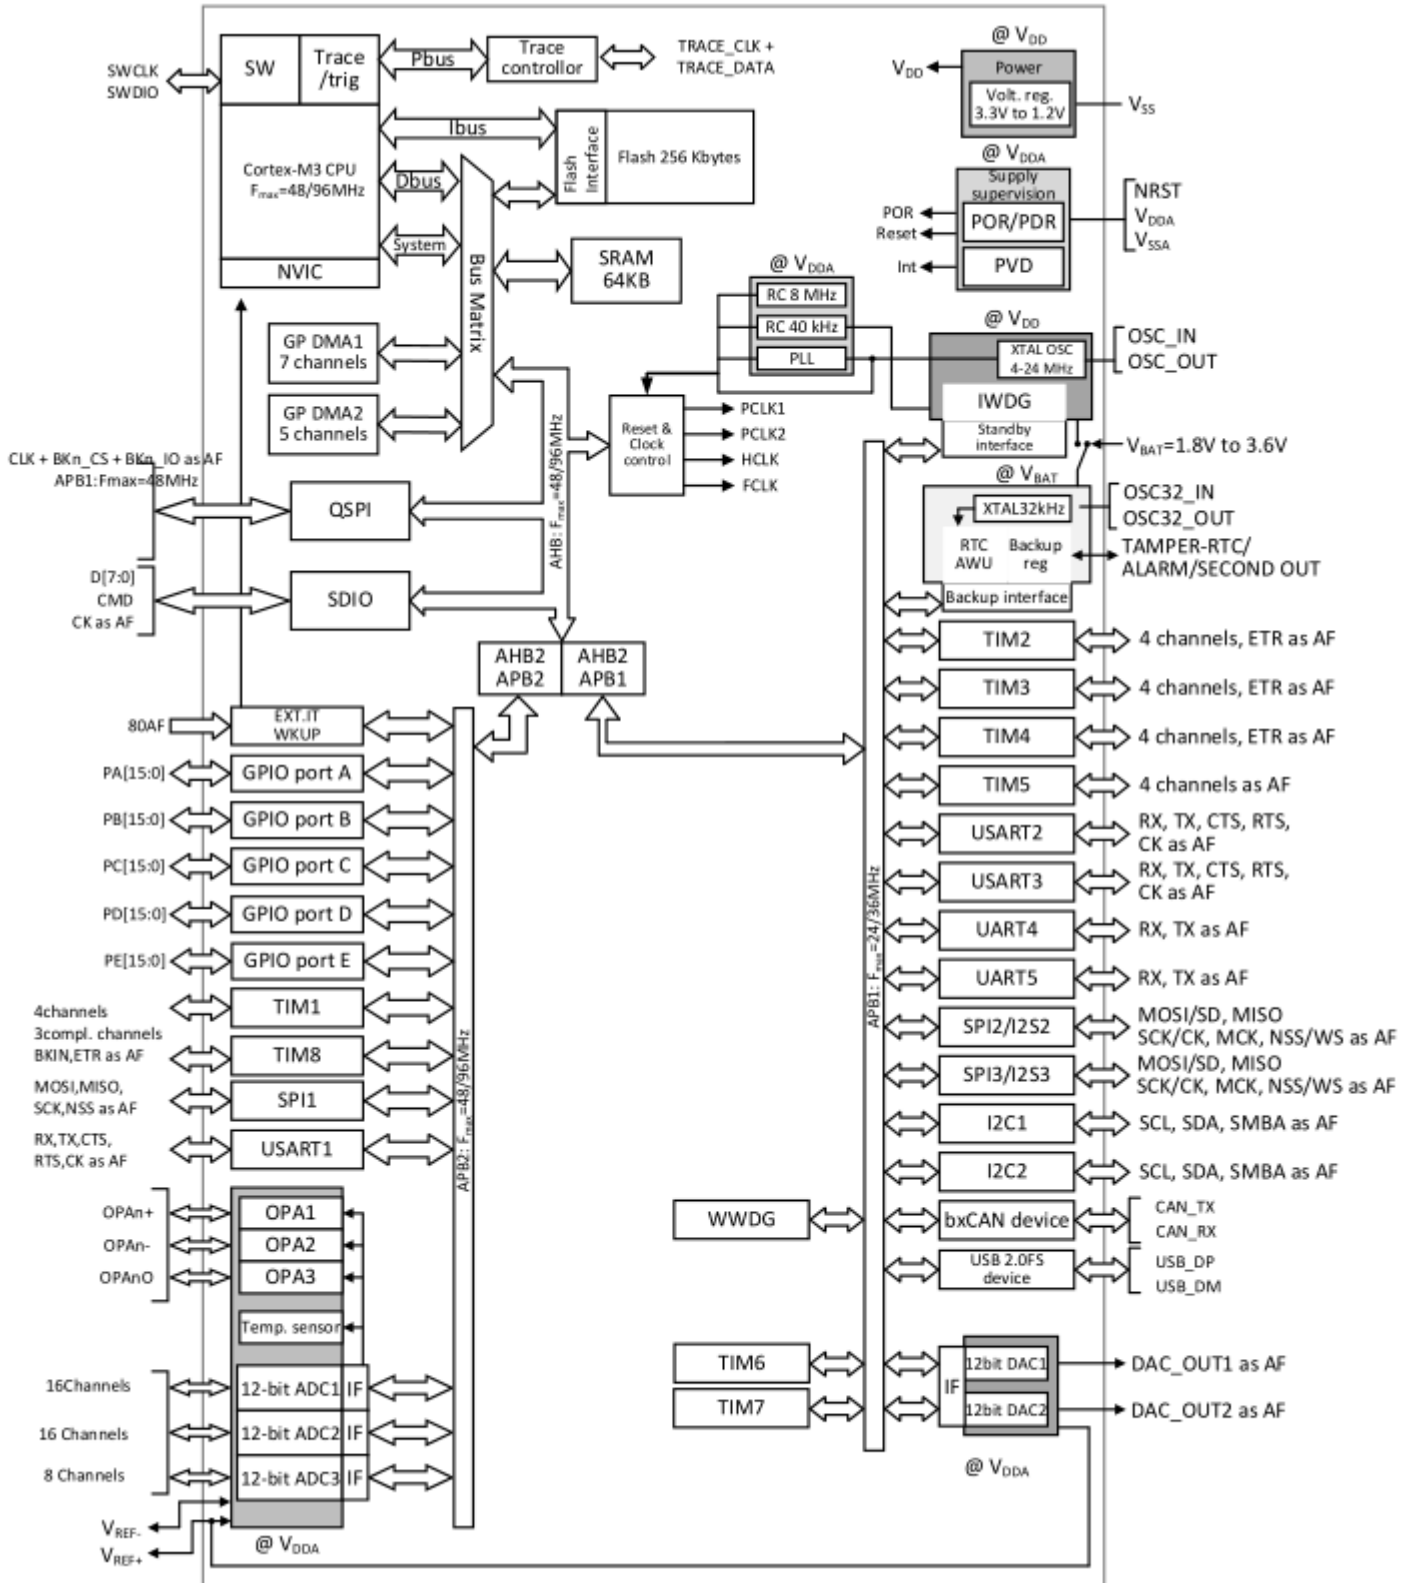 SWCLK
SWDIO
SW
Trace
/trig
Pbus
Trace
controllor
TRACE_CLK +
TRACE_DATA
Cortex-M3 CPU
Fmax=48/96MHz
NVIC
Ibus
Dbus
System
Flash
Interface
Flash 256 Kbytes
Bus Matrix
SRAM
64KB
GP DMA1
7 channels
GP DMA2
5 channels
@ VDD
Power
Volt. reg.
3.3V to 1.2V
VDD
VSS
@ VDDA
Supply
supervision
POR/PDR
PVD
POR
Reset
Int
NRST
VDDA
VSSA
@ VDDA
RC 8 MHz
RC 40 kHz
PLL
Reset &
Clock
control
PCLK1
PCLK2
HCLK
FCLK
@ VDD
XTAL OSC
4-24 MHz
IWDG
Standby
interface
OSC_IN
OSC_OUT
VBAT=1.8V to 3.6V
@ VBAT
XTAL32kHz
RTC
AWU
Backup
reg
Backup interface
OSC32_IN
OSC32_OUT
TAMPER-RTC/
ALARM/SECOND OUT
CLK + BKn_CS + BKn_IO as AF
APB1:Fmax=48MHz
QSPI
D[7:0]
CMD
CK as AF
SDIO
AHB: Fmax=48/96MHz
AHB2
APB2
AHB2
APB1
80AF
EXT.IT
WKUP
PA[15:0]
GPIO port A
PB[15:0]
GPIO port B
PC[15:0]
GPIO port C
PD[15:0]
GPIO port D
PE[15:0]
GPIO port E
4channels
3compl. channels
BKIN,ETR as AF
TIM1
TIM8
MOSI,MISO,
SCK,NSS as AF
SPI1
RX,TX,CTS,
RTS,CK as AF
USART1
APB2: Fmax=48/96MHz
OPAn+
OPA1
OPAn-
OPA2
OPAnO
OPA3
Temp. sensor
16Channels
12-bit ADC1
IF
16 Channels
12-bit ADC2
IF
8 Channels
12-bit ADC3
IF
VREF-
VREF+
@ VDDA
APB1: Fmax=24/36MHz
TIM2
4 channels, ETR as AF
TIM3
4 channels, ETR as AF
TIM4
4 channels, ETR as AF
TIM5
4 channels as AF
USART2
RX, TX, CTS, RTS,
CK as AF
USART3
RX, TX, CTS, RTS,
CK as AF
UART4
RX, TX as AF
UART5
RX, TX as AF
SPI2/I2S2
MOSI/SD, MISO
SCK/CK, MCK, NSS/WS as AF
SPI3/I2S3
MOSI/SD, MISO
SCK/CK, MCK, NSS/WS as AF
I2C1
SCL, SDA, SMBA as AF
I2C2
SCL, SDA, SMBA as AF
WWDG
bxCAN device
CAN_TX
CAN_RX
USB 2.0FS
device
USB_DP
USB_DM
TIM6
TIM7
IF
12bit DAC1
DAC_OUT1 as AF
12bit DAC2
DAC_OUT2 as AF
@ VDDA